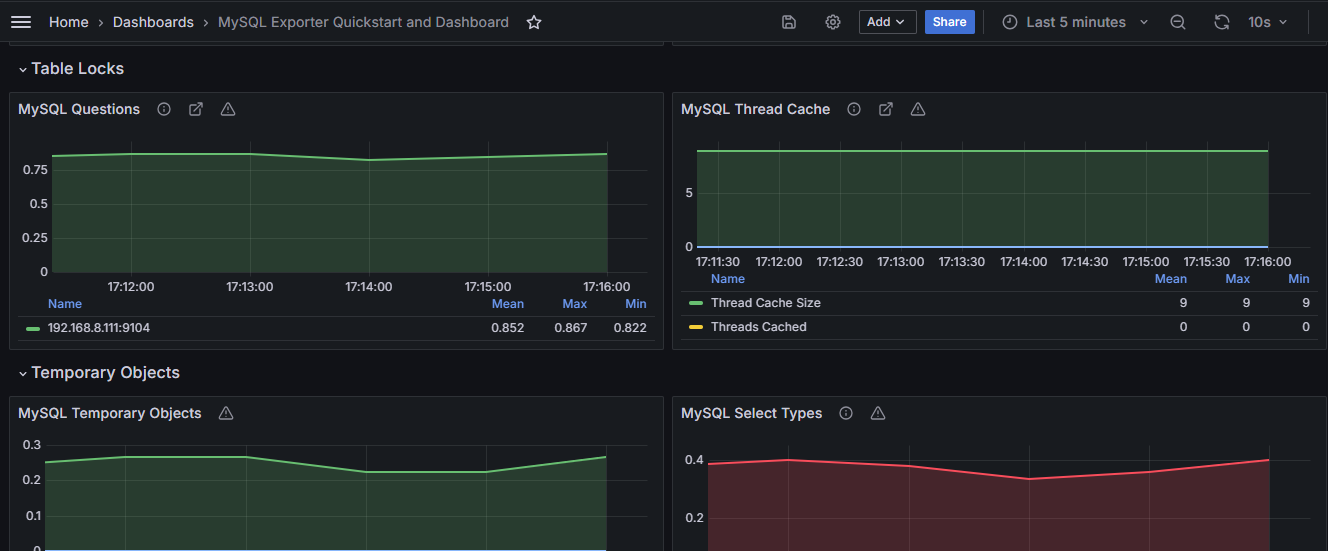 Home > Dashboards > MySQL Exporter Quickstart and Dashboard Add Share Last 5 minutes 10s
Table Locks
MySQL Questions
0.75
0.5
0.25
0
17:12:00 17:13:00 17:14:00 17:15:00 17:16:00
Name Mean Max Min
192.168.8.111:9104 0.852 0.867 0.822
MySQL Thread Cache
5
0
17:11:30 17:12:00 17:12:30 17:13:00 17:13:30 17:14:00 17:14:30 17:15:00 17:15:30 17:16:00
Name Mean Max Min
Thread Cache Size 9 9 9
Threads Cached 0 0 0
Temporary Objects
MySQL Temporary Objects
0.3
0.2
0.1
0
MySQL Select Types
0.4
0.2